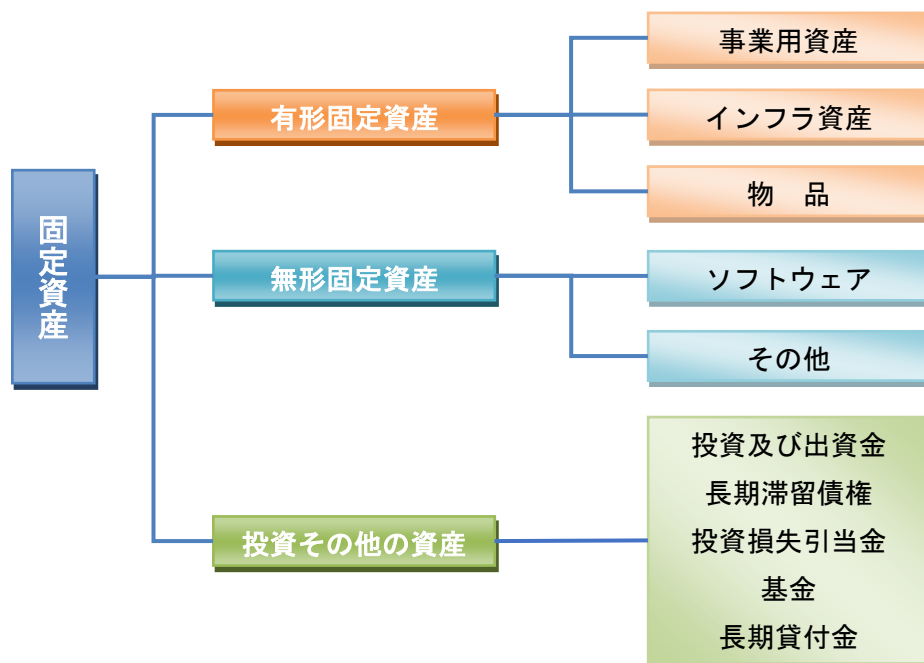 固定資産
有形固定資産
事業用資産
インフラ資産
物　品
無形固定資産
ソフトウェア
その他
投資その他の資産
投資及び出資金
長期滞留債権
投資損失引当金
基金
長期貸付金